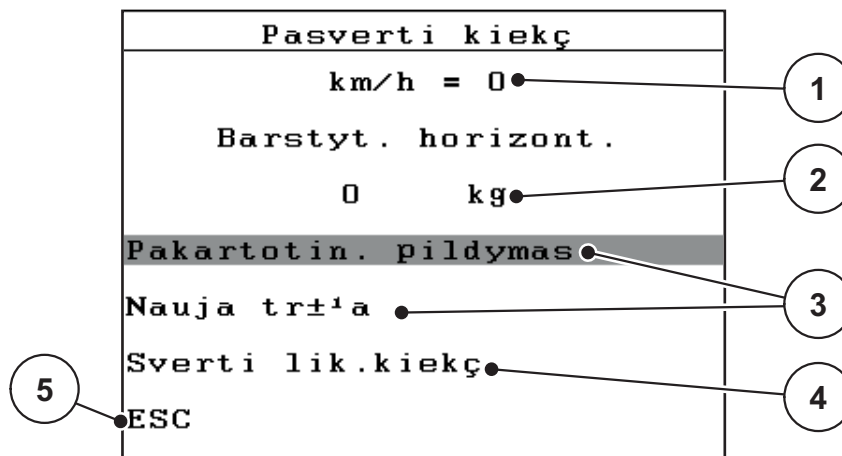 Pasverti kiekç
km/h = 0
1
Barstyt. horizont.
0 kg
2
Pakartotin. pildymas
Nauja tr±¹a
3
Sverti lik.kiekç
4
5
ESC